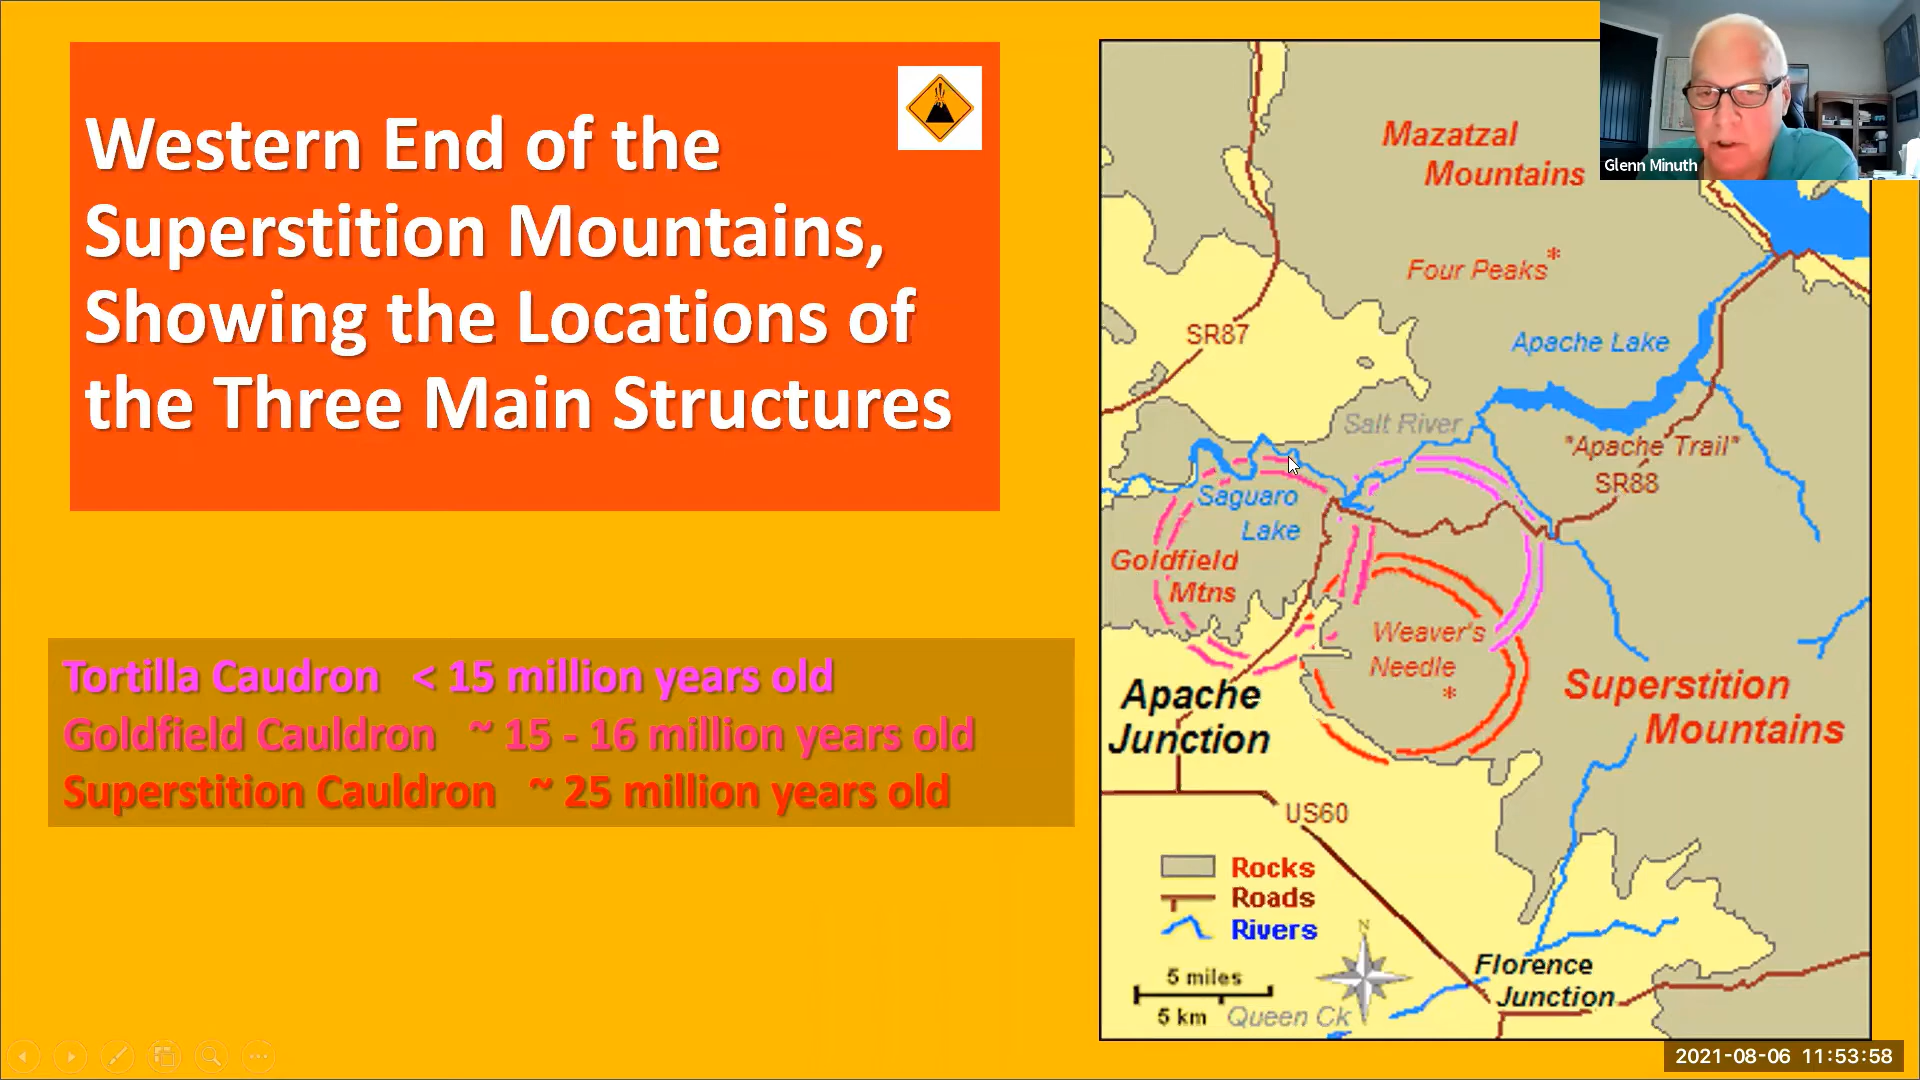 Western End of the
Superstition Mountains,
Showing the Locations of
the Three Main Structures
Tortilla Caudron < 15 million years old
Goldfield Cauldron ~ 15 - 16 million years old
Superstition Cauldron ~ 25 million years old
Glenn Minuth
Mazatzal
Mountains
Four Peaks*
SR87
Apache Lake
Salt River
"Apache Trail"
SR88
Saguaro
Lake
Goldfield
Mtns
Weaver's
Needle
*
Superstition
Mountains
Apache
Junction
US60
Rocks
Roads
Rivers
N
5 miles
5 km
Queen Ck
Florence
Junction
2021-08-06 11:53:58